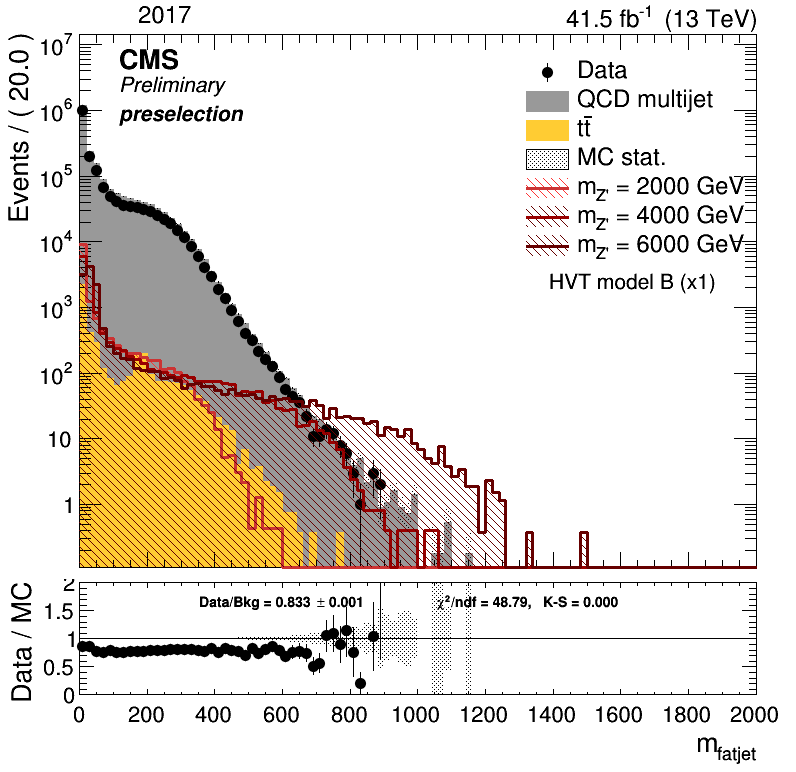 2017
41.5 fb⁻¹ (13 TeV)
CMS
Preliminary
preselection
Data
QCD multijet
tt̄
MC stat.
m_Z' = 2000 GeV
m_Z' = 4000 GeV
m_Z' = 6000 GeV
HVT model B (x1)
Events / ( 20.0 )
10⁷
10⁶
10⁵
10⁴
10³
10²
10
1
Data / MC
2
1.5
1
0.5
0
Data/Bkg = 0.833 ± 0.001
χ²/ndf = 48.79, K-S = 0.000
0 200 400 600 800 1000 1200 1400 1600 1800 2000
m_fatjet